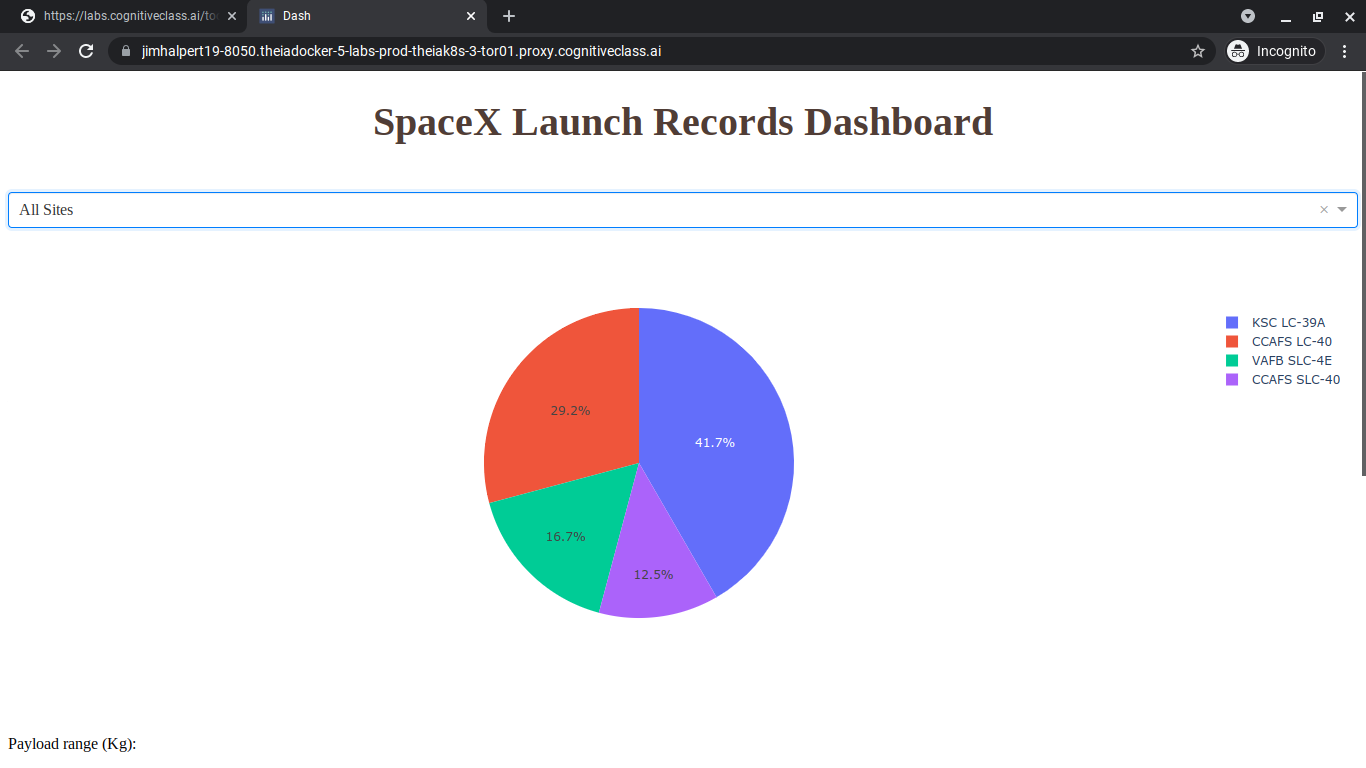 https://labs.cognitiveclass.ai/to
Dash
jimhalpert19-8050.theiadocker-5-labs-prod-theiak8s-3-tor01.proxy.cognitiveclass.ai
Incognito
SpaceX Launch Records Dashboard
All Sites
KSC LC-39A
CCAFS LC-40
VAFB SLC-4E
CCAFS SLC-40
29.2%
41.7%
16.7%
12.5%
Payload range (Kg):